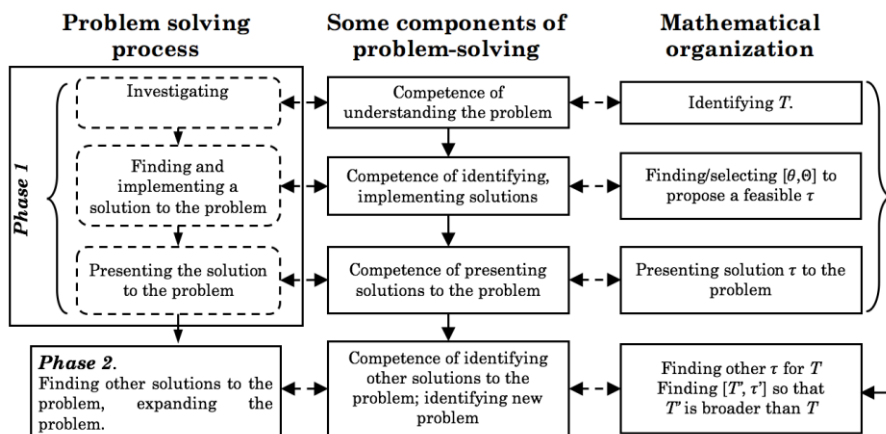 Problem solving
process
Some components of
problem-solving
Mathematical
organization
Phase 1
Investigating
Competence of
understanding the problem
Identifying T.
Finding and
implementing a
solution to the problem
Competence of identifying,
implementing solutions
Finding/selecting [θ,Θ] to
propose a feasible τ
Presenting the solution
to the problem
Competence of presenting
solutions to the problem
Presenting solution τ to the
problem
Phase 2.
Finding other solutions to the
problem, expanding the
problem.
Competence of identifying
other solutions to the
problem; identifying new
problem
Finding other τ for T
Finding [T', τ'] so that
T' is broader than T